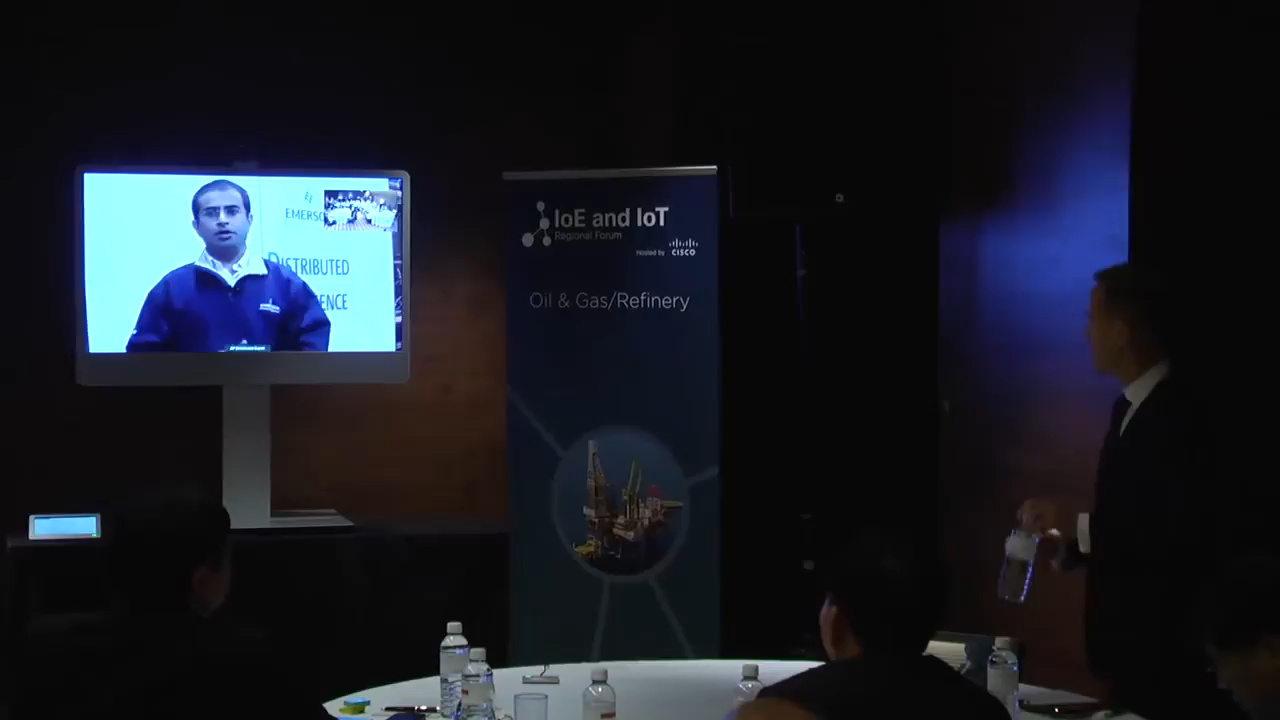 EMERSO
DISTRIBUTED
ENCE
IoE and IoT
Regional Forum
Hosted by
CISCO
Oil & Gas/Refinery